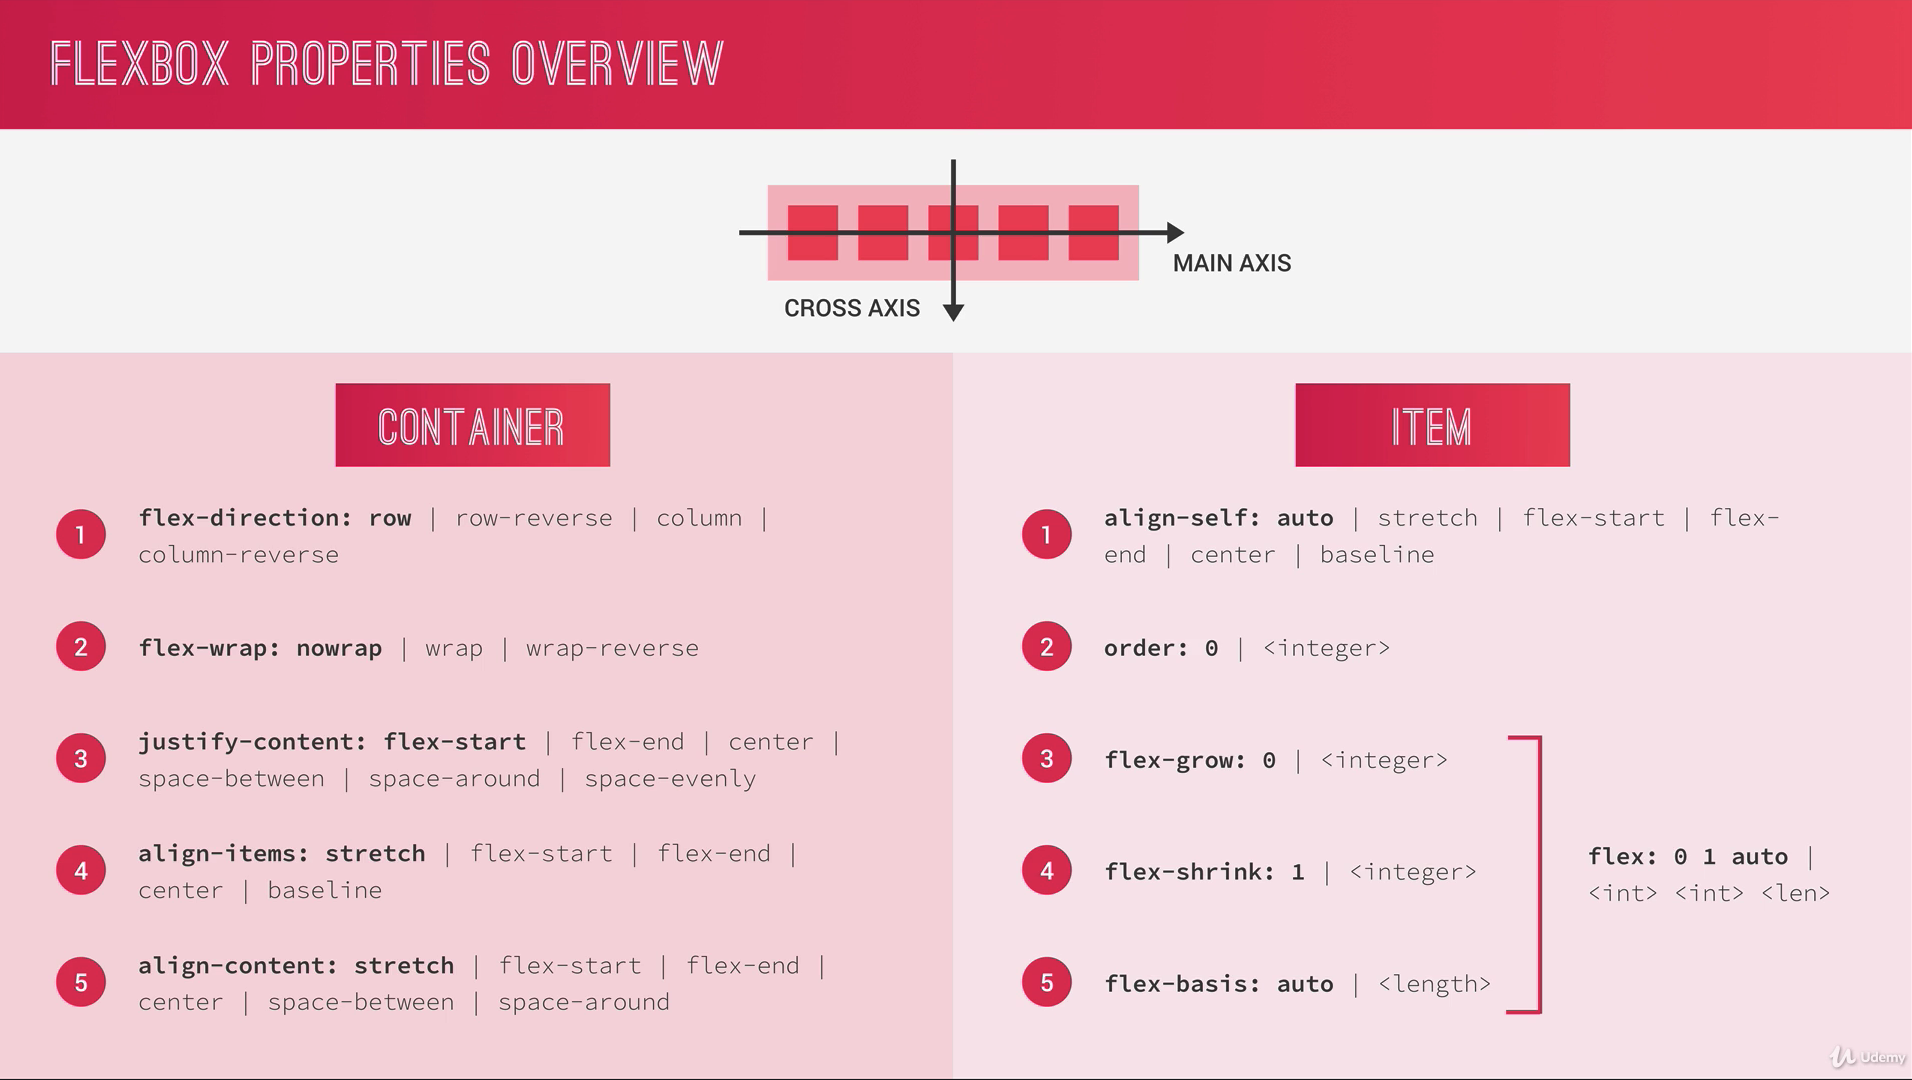 FLEXBOX PROPERTIES OVERVIEW
MAIN AXIS
CROSS AXIS
CONTAINER
1 flex-direction: row | row-reverse | column |
column-reverse
2 flex-wrap: nowrap | wrap | wrap-reverse
3 justify-content: flex-start | flex-end | center |
space-between | space-around | space-evenly
4 align-items: stretch | flex-start | flex-end |
center | baseline
5 align-content: stretch | flex-start | flex-end |
center | space-between | space-around
ITEM
1 align-self: auto | stretch | flex-start | flex-
end | center | baseline
2 order: 0 | <integer>
3 flex-grow: 0 | <integer>
4 flex-shrink: 1 | <integer>
5 flex-basis: auto | <length>
flex: 0 1 auto |
<int> <int> <len>
Udemy